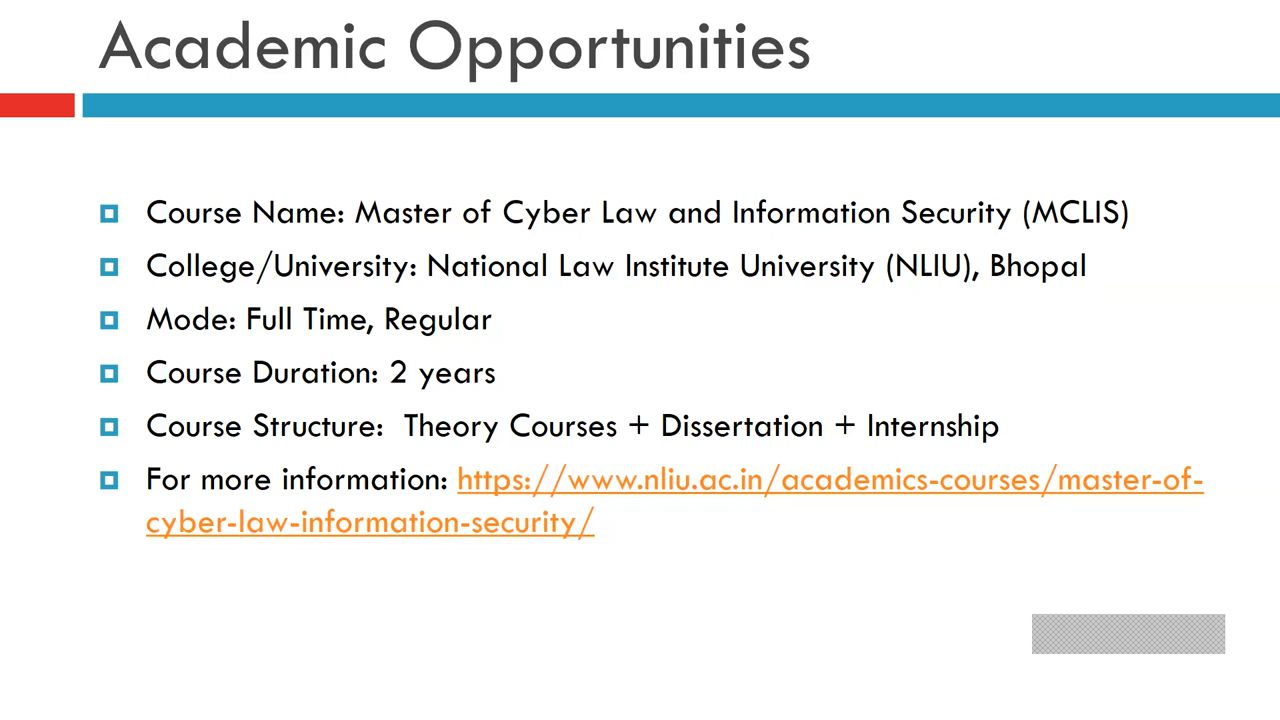 Academic Opportunities
Course Name: Master of Cyber Law and Information Security (MCLIS)
College/University: National Law Institute University (NLIU), Bhopal
Mode: Full Time, Regular
Course Duration: 2 years
Course Structure:  Theory Courses + Dissertation + Internship
For more information: https://www.nliu.ac.in/academics-courses/master-of-
cyber-law-information-security/